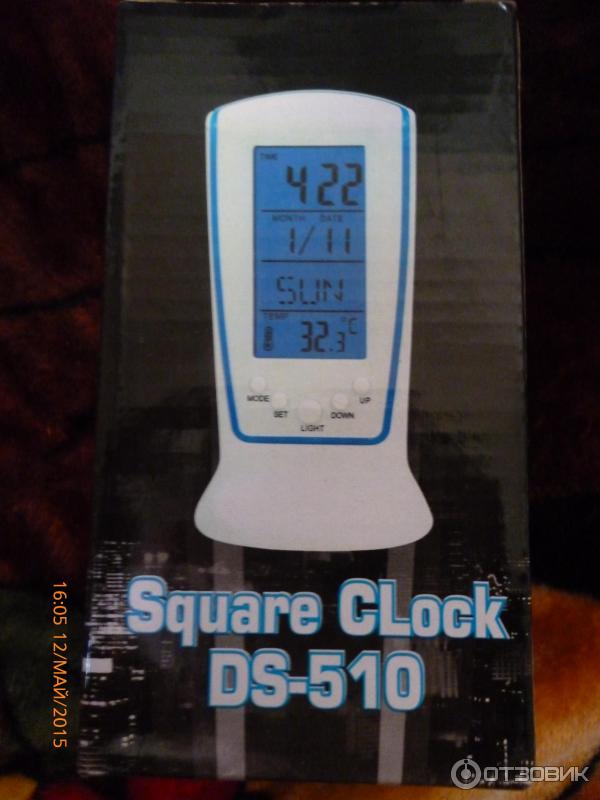 TIME
4 22
MONTH DATE
1/11
SUN
TEMP
32.3°C
MODE
SET
LIGHT
DOWN
UP
Square CLock
DS-510
16:05 12/МАЙ/2015
ОТЗОВИК